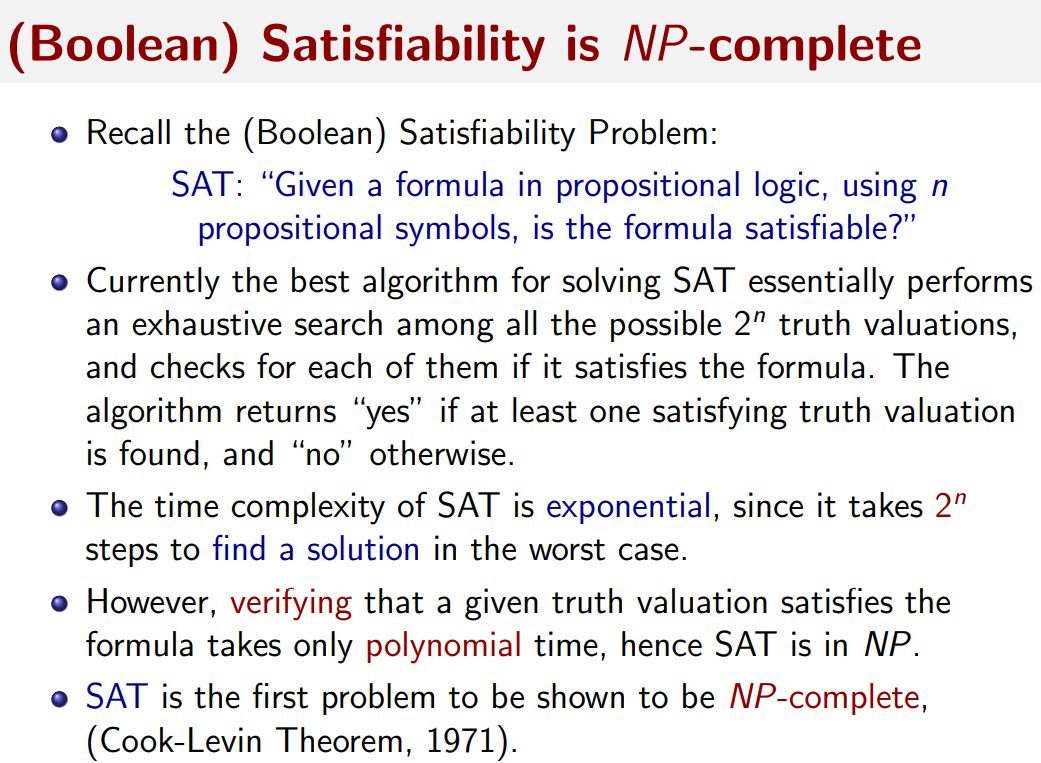 (Boolean) Satisfiability is NP-complete
Recall the (Boolean) Satisfiability Problem:
SAT: “Given a formula in propositional logic, using n
propositional symbols, is the formula satisfiable?”
Currently the best algorithm for solving SAT essentially performs
an exhaustive search among all the possible 2ⁿ truth valuations,
and checks for each of them if it satisfies the formula. The
algorithm returns “yes” if at least one satisfying truth valuation
is found, and “no” otherwise.
The time complexity of SAT is exponential, since it takes 2ⁿ
steps to find a solution in the worst case.
However, verifying that a given truth valuation satisfies the
formula takes only polynomial time, hence SAT is in NP.
SAT is the first problem to be shown to be NP-complete,
(Cook-Levin Theorem, 1971).